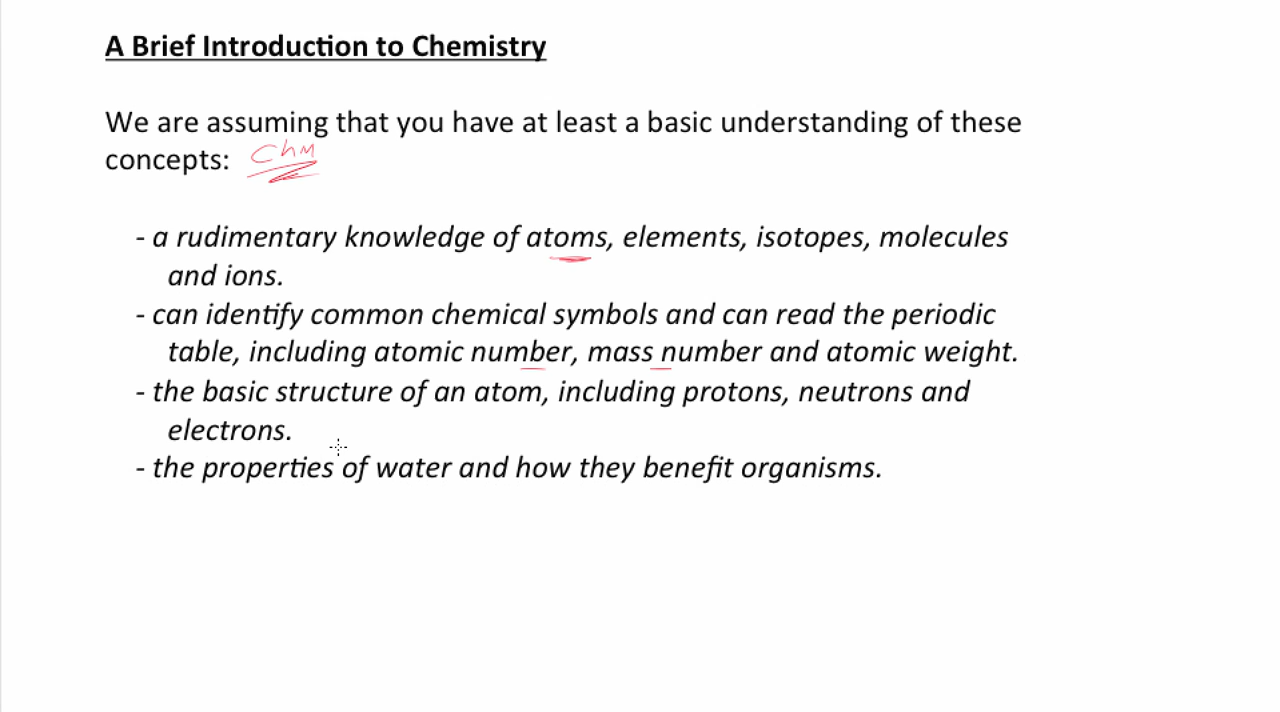 A Brief Introduction to Chemistry
We are assuming that you have at least a basic understanding of these
concepts: ChM
- a rudimentary knowledge of atoms, elements, isotopes, molecules
and ions.
- can identify common chemical symbols and can read the periodic
table, including atomic number, mass number and atomic weight.
- the basic structure of an atom, including protons, neutrons and
electrons.
- the properties of water and how they benefit organisms.